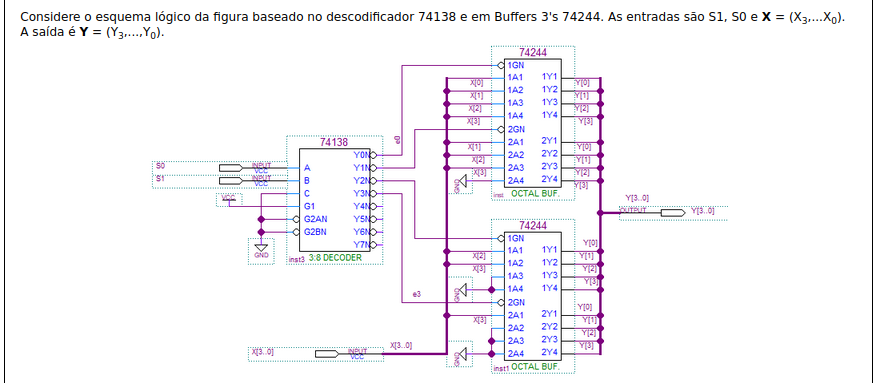 Considere o esquema lógico da figura baseado no descodificador 74138 e em Buffers 3's 74244. As entradas são S1, S0 e X = (X3,...X0).
A saída é Y = (Y3,...,Y0).
74244
1GN
X[0] 1A1 1Y1 Y[0]
X[1] 1A2 1Y2 Y[1]
X[2] 1A3 1Y3 Y[2]
X[3] 1A4 1Y4 Y[3]
2GN
X[1] 2A1 2Y1 Y[0]
X[2] 2A2 2Y2 Y[1]
X[3] 2A3 2Y3 Y[2]
GND 2A4 2Y4 Y[3]
inst OCTAL BUF.
e0
74138
S0 INPUT VCC A Y0N
S1 INPUT VCC B Y1N
C Y2N
VCC G1 Y3N
Y4N
G2AN Y5N
G2BN Y6N
Y7N
GND
inst3 3:8 DECODER
Y[3..0]
OUTPUT Y[3..0]
74244
1GN
X[2] 1A1 1Y1 Y[0]
X[3] 1A2 1Y2 Y[1]
1A3 1Y3 Y[2]
GND 1A4 1Y4 Y[3]
e3
2GN
X[3] 2A1 2Y1 Y[0]
2A2 2Y2 Y[1]
2A3 2Y3 Y[2]
GND 2A4 2Y4 Y[3]
inst1 OCTAL BUF.
X[3..0] INPUT VCC X[3..0]